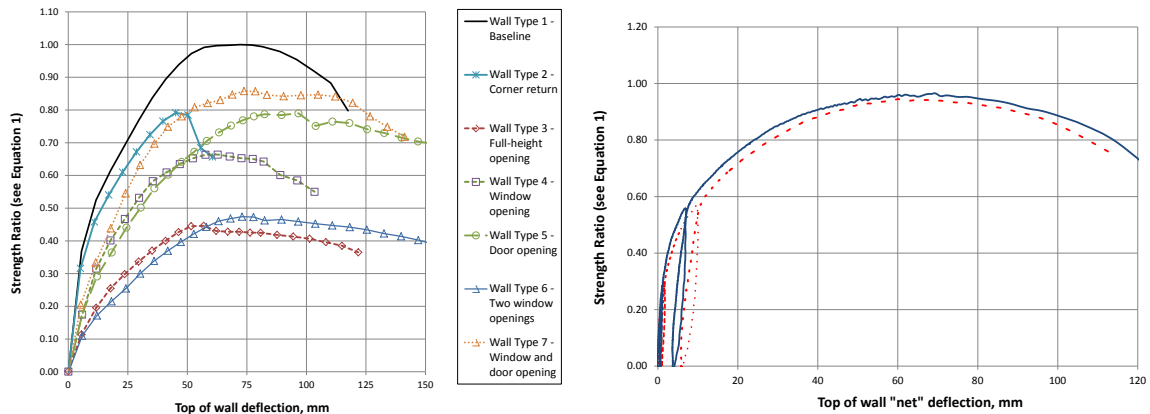 1.10
1.00
0.90
0.80
0.70
0.60
0.50
0.40
0.30
0.20
0.10
0.00
Strength Ratio (see Equation 1)
0 25 50 75 100 125 150
Top of wall deflection, mm
Wall Type 1 -
Baseline
Wall Type 2 -
Corner return
Wall Type 3 -
Full-height
opening
Wall Type 4 -
Window
opening
Wall Type 5 -
Door opening
Wall Type 6 -
Two window
openings
Wall Type 7 -
Window and
door opening
1.20
1.00
0.80
0.60
0.40
0.20
0.00
Strength Ratio (see Equation 1)
0 20 40 60 80 100 120
Top of wall "net" deflection, mm